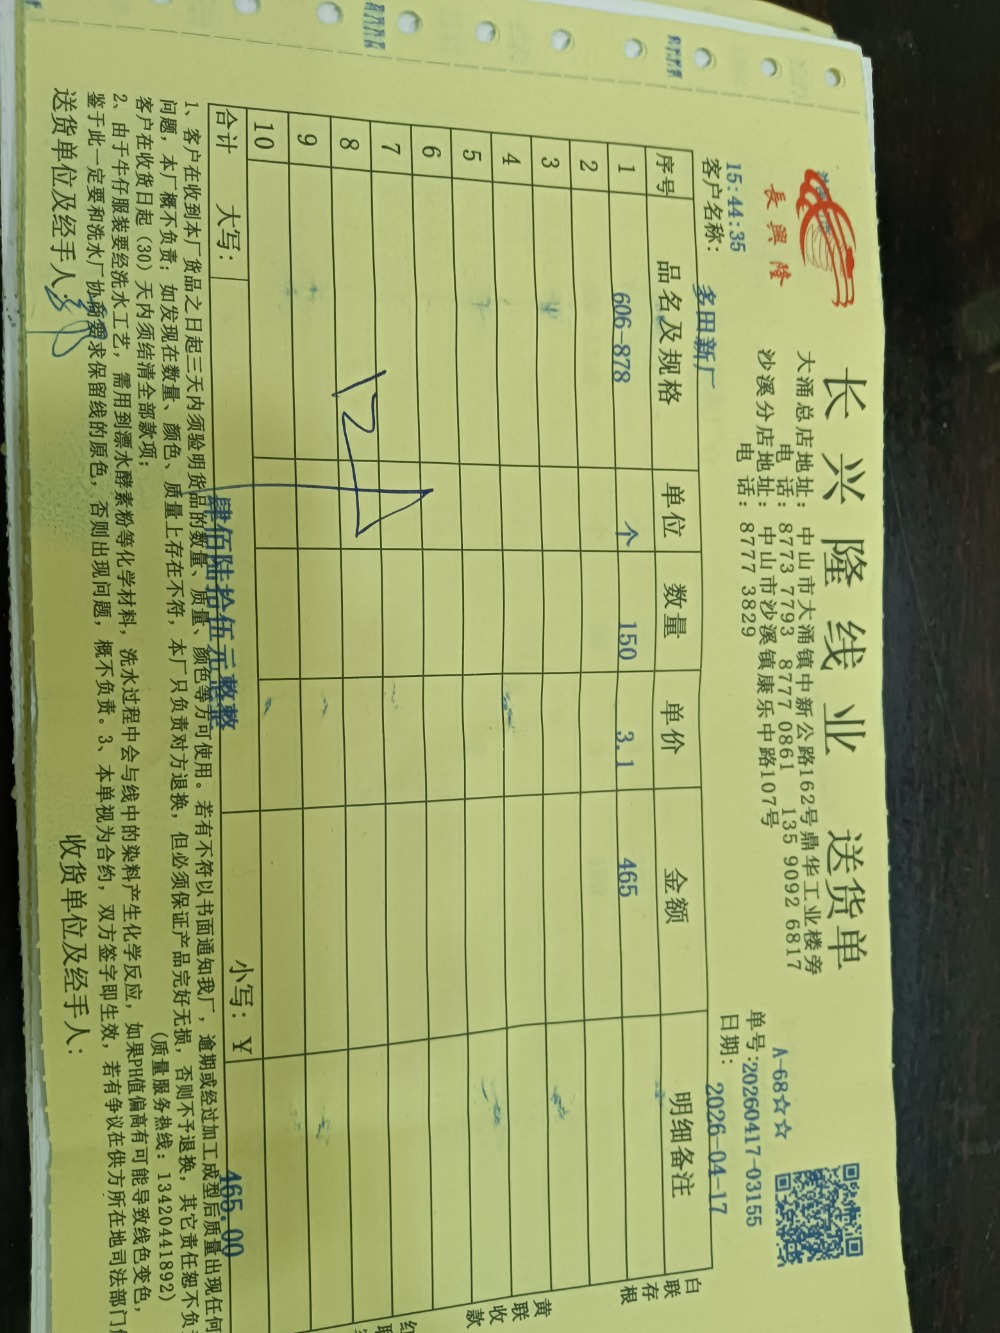 长兴隆线业 送货单
長興隆
大涌总店地址: 中山市大涌镇中新公路162号鼎华工业楼旁
电 话: 8773 7793 8777 0861 135 9092 6817
沙溪分店地址: 中山市沙溪镇康乐中路107号
电 话: 8777 3829
A-68☆☆
单号:20260417-03155
15:44:35
客户名称: 多田新厂
日期: 2026-04-17
序号 品名及规格 单位 数量 单价 金额 明细备注
1 606-878 个 150 3.1 465
2
3
4
5
6
7
8
9
10
合计 大写: 肆佰陆拾伍元整整 小写: ¥ 465.00
白联存根
黄联收款
红
1、客户在收到本厂货品之日起三天内须验明货品的数量、质量、颜色等方可使用。若有不符以书面通知我厂,逾期或经过加工成型后质量出现任何
问题,本厂概不负责;如发现在数量、颜色、质量上存在不符,本厂只负责对方退换,但必须保证产品完好无损,否则不予退换,其它责任恕不负
客户在收货日起(30)天内须结清全部款项; (质量服务热线: 13420441892)
2、由于牛仔服装要经洗水工艺,需用到漂水酵素粉等化学材料,洗水过程中会与线中的染料产生化学反应,如果PH值偏高有可能导致线色变色,
鉴于此一定要和洗水厂协商要求保留线的原色,否则出现问题,概不负责。3、本单视为合约,双方签字即生效,若有争议在供方所在地司法部门
送货单位及经手人: 收货单位及经手人: